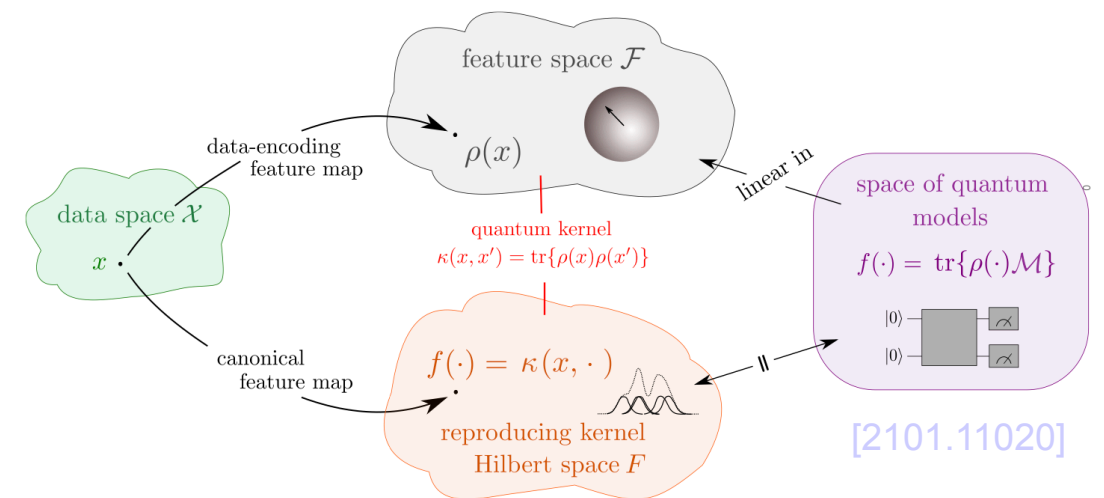 feature space ℱ
ρ(x)
data-encoding
feature map
data space 𝒳
x
linear in
space of quantum
models
f(·) = tr{ρ(·)ℳ}
|0⟩
|0⟩
quantum kernel
κ(x, x′) = tr{ρ(x)ρ(x′)}
canonical
feature map
f(·) = κ(x, · )
reproducing kernel
Hilbert space F
=
[2101.11020]